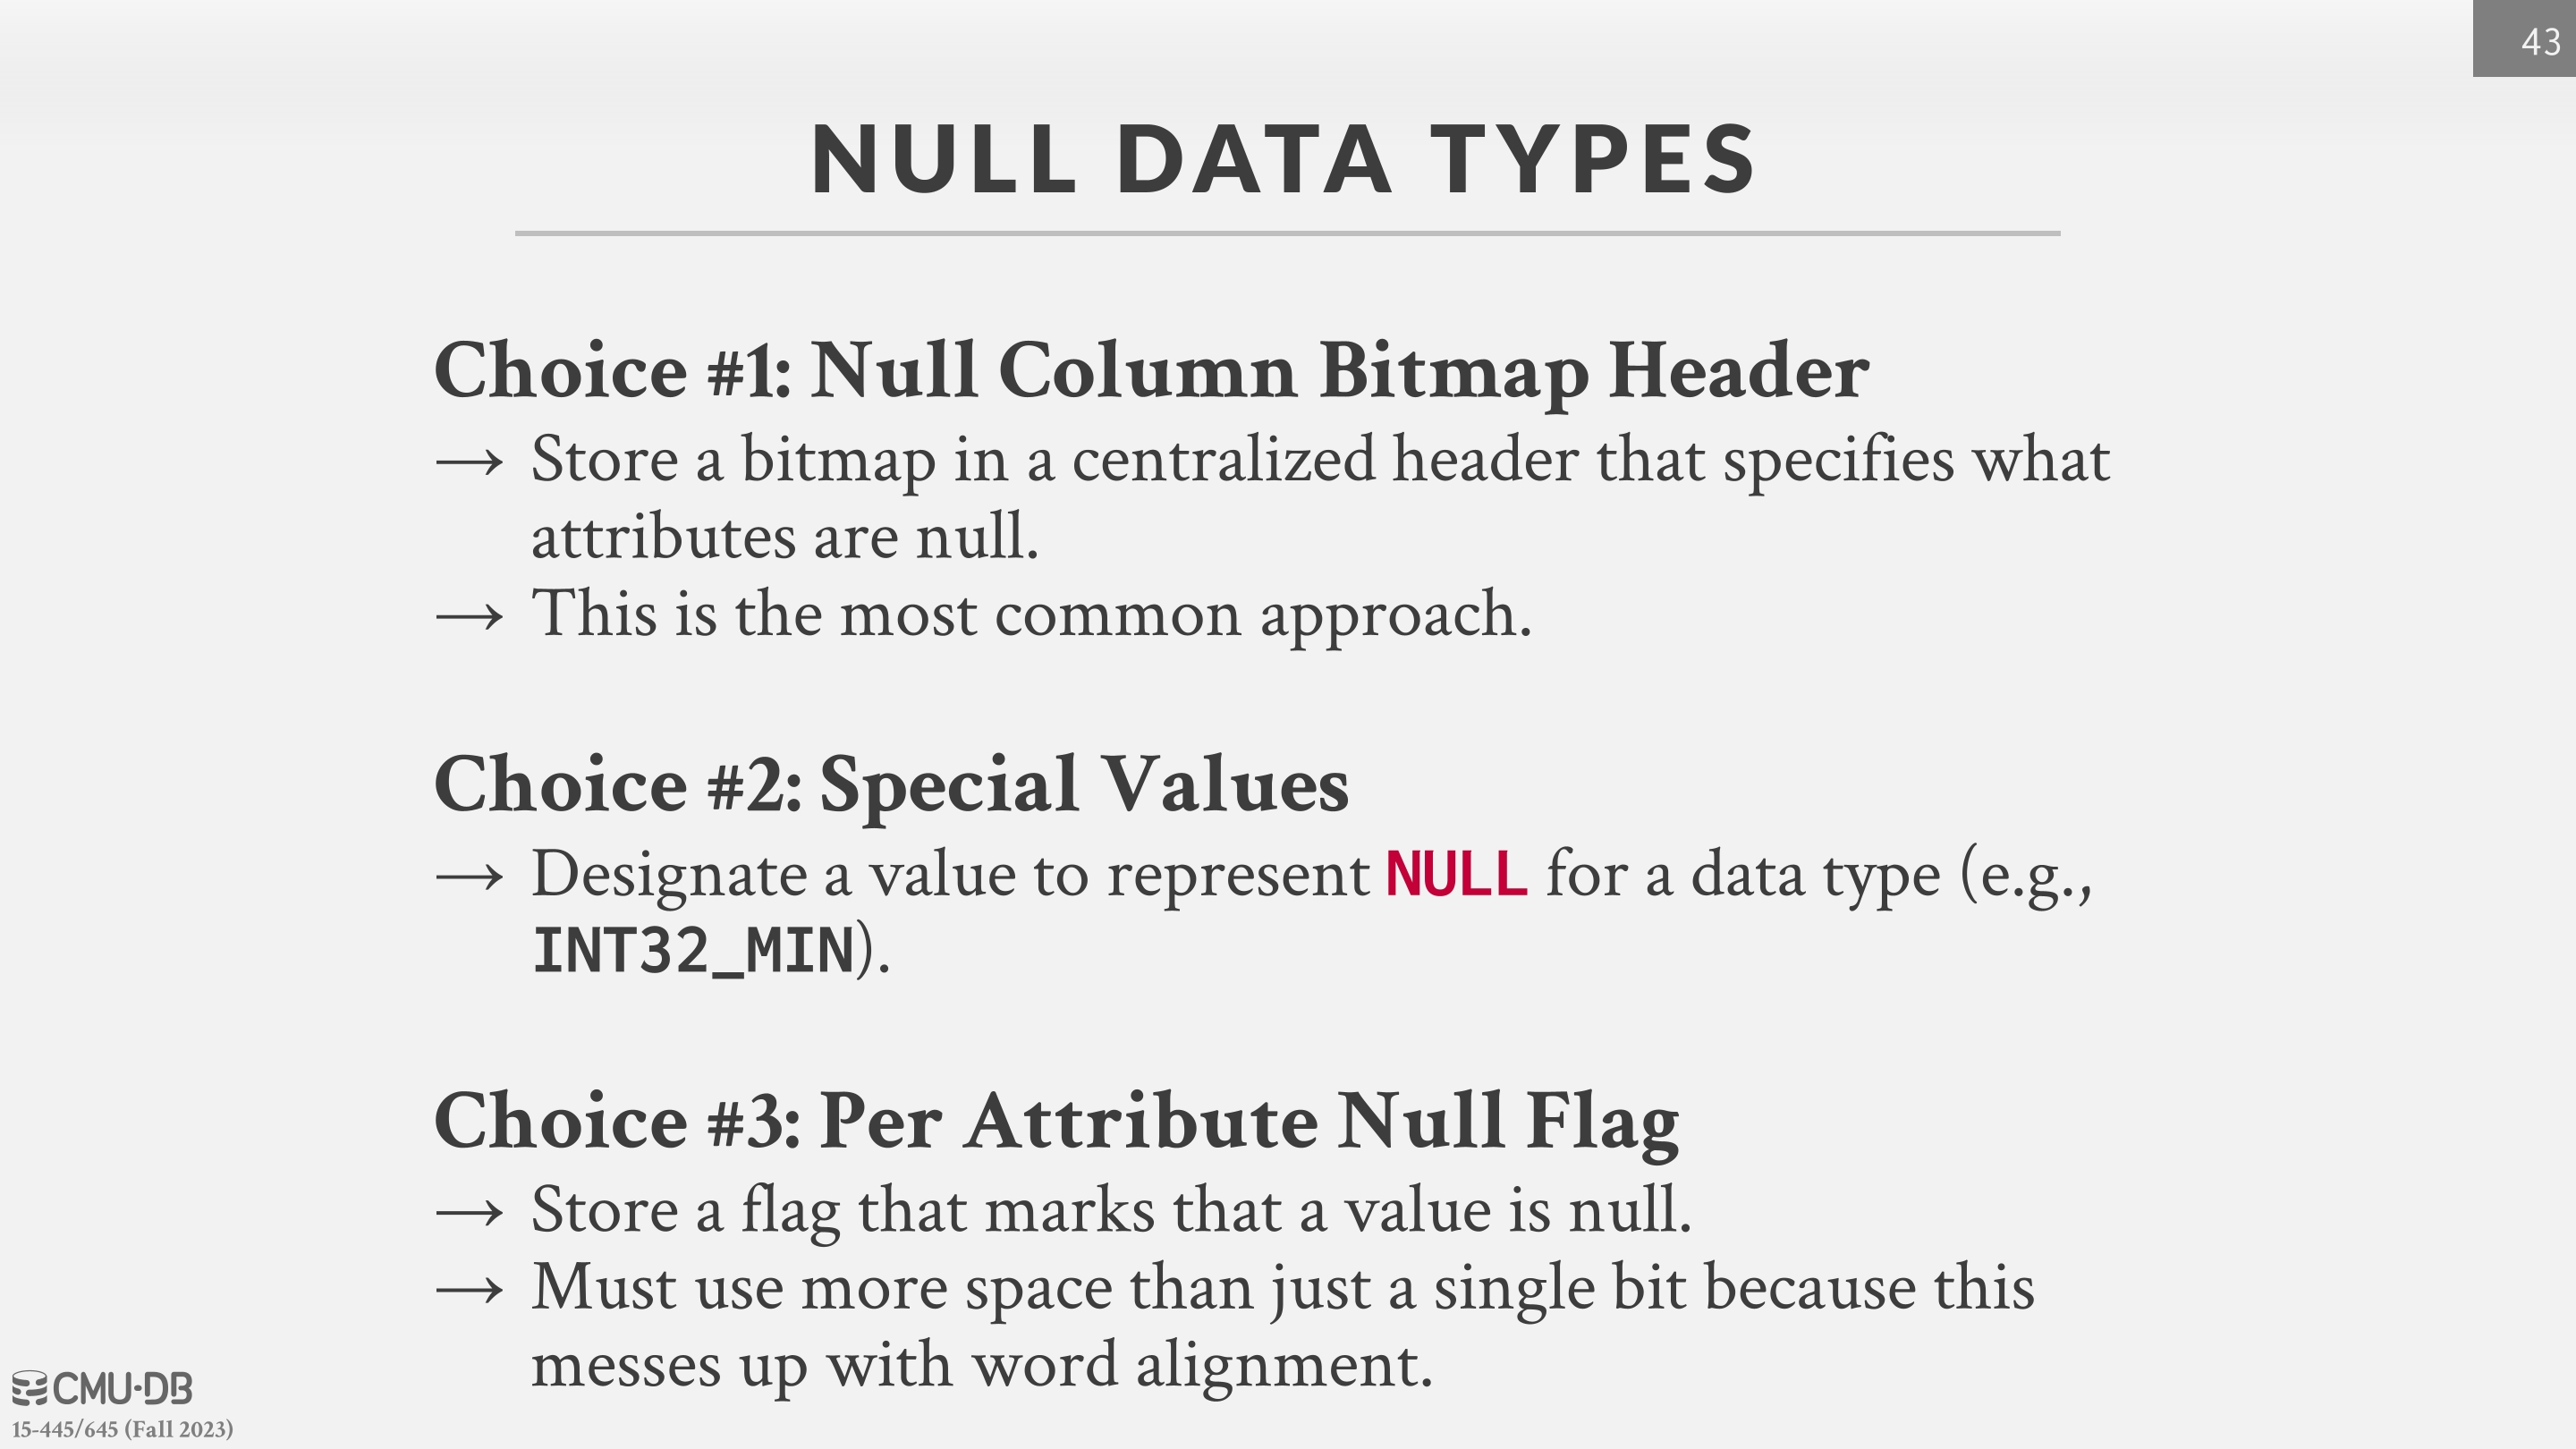 43
NULL DATA TYPES
Choice #1: Null Column Bitmap Header
→ Store a bitmap in a centralized header that specifies what
attributes are null.
→ This is the most common approach.
Choice #2: Special Values
→ Designate a value to represent NULL for a data type (e.g.,
INT32_MIN).
Choice #3: Per Attribute Null Flag
→ Store a flag that marks that a value is null.
→ Must use more space than just a single bit because this
messes up with word alignment.
CMU·DB
15-445/645 (Fall 2023)